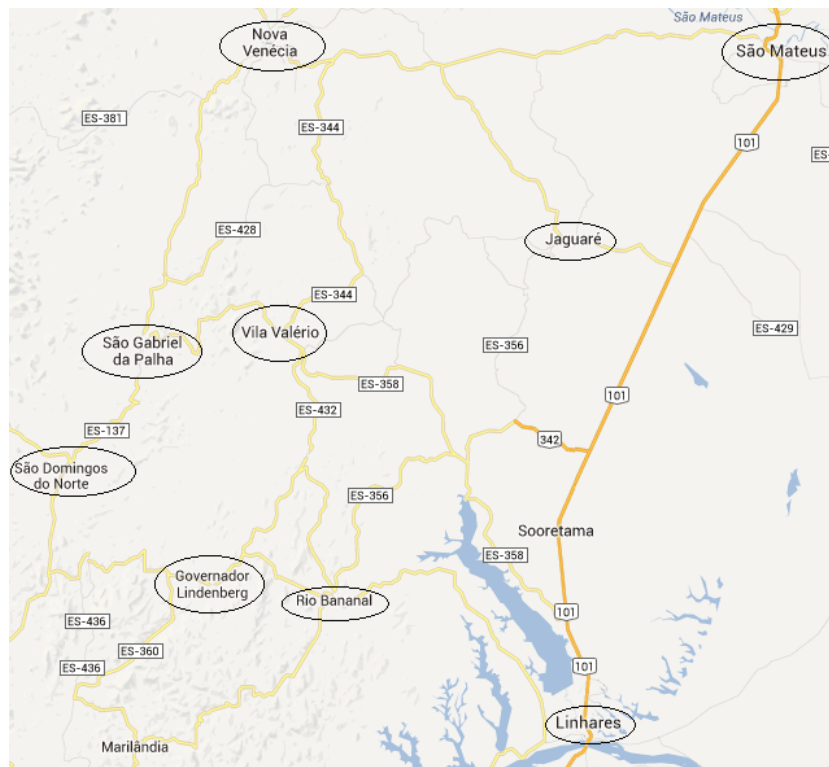 São Mateus
Nova
Venécia
São Mateus
ES-381
ES-344
101
ES-428
Jaguaré
ES-344
ES-429
São Gabriel
da Palha
Vila Valério
ES-356
ES-358
101
ES-432
ES-137
342
São Domingos
do Norte
ES-356
Sooretama
ES-358
Governador
Lindenberg
Rio Bananal
101
ES-436
ES-360
ES-436
101
Linhares
Marilândia